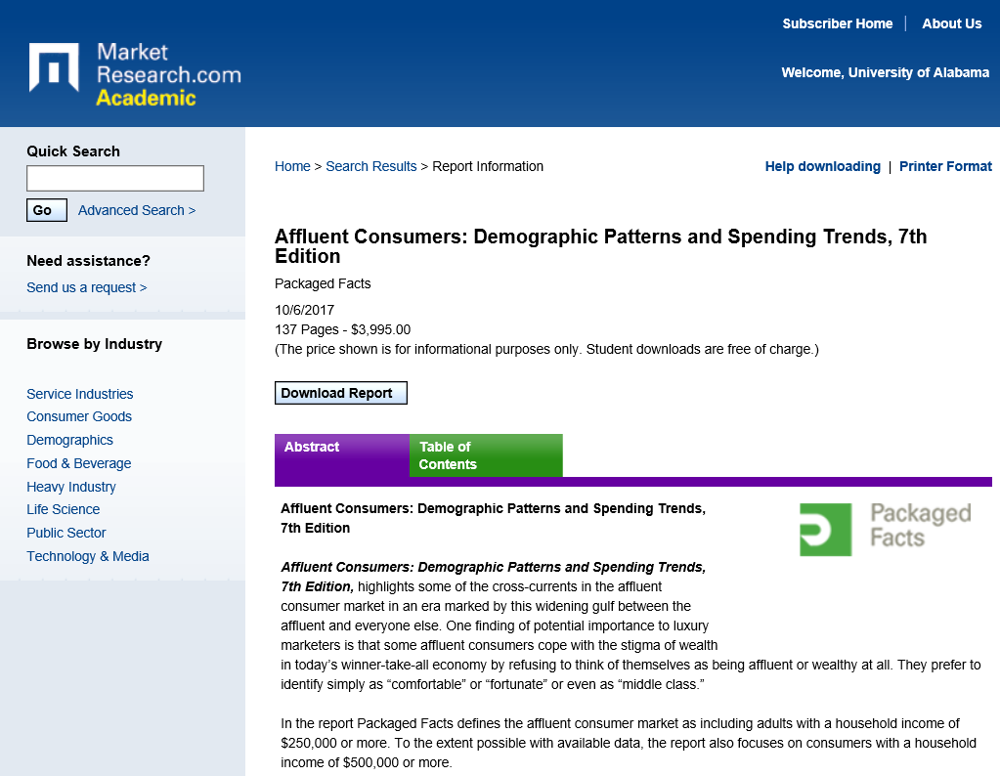 Subscriber Home | About Us
Market
Research.com
Academic
Welcome, University of Alabama
Quick Search
Go
Advanced Search >
Need assistance?
Send us a request >
Browse by Industry
Service Industries
Consumer Goods
Demographics
Food & Beverage
Heavy Industry
Life Science
Public Sector
Technology & Media
Home > Search Results > Report Information
Help downloading | Printer Format
Affluent Consumers: Demographic Patterns and Spending Trends, 7th
Edition
Packaged Facts
10/6/2017
137 Pages - $3,995.00
(The price shown is for informational purposes only. Student downloads are free of charge.)
Download Report
Abstract
Table of
Contents
Affluent Consumers: Demographic Patterns and Spending Trends,
7th Edition
Packaged
Facts
Affluent Consumers: Demographic Patterns and Spending Trends,
7th Edition, highlights some of the cross-currents in the affluent
consumer market in an era marked by this widening gulf between the
affluent and everyone else. One finding of potential importance to luxury
marketers is that some affluent consumers cope with the stigma of wealth
in today’s winner-take-all economy by refusing to think of themselves as being affluent or wealthy at all. They prefer to
identify simply as “comfortable” or “fortunate” or even as “middle class.”
In the report Packaged Facts defines the affluent consumer market as including adults with a household income of
$250,000 or more. To the extent possible with available data, the report also focuses on consumers with a household
income of $500,000 or more.